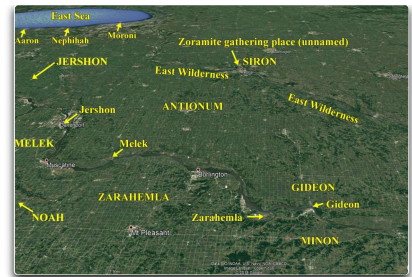 East Sea
Aaron
Nephihah
Moroni
Zoramite gathering place (unnamed)
JERSHON
SIRON
East Wilderness
ANTIONUM
East Wilderness
Jershon
Davenport
MELEK
Melek
Muscatine
Burlington
GIDEON
ZARAHEMLA
Gideon
NOAH
Zarahemla
Mt Pleasant
MINON